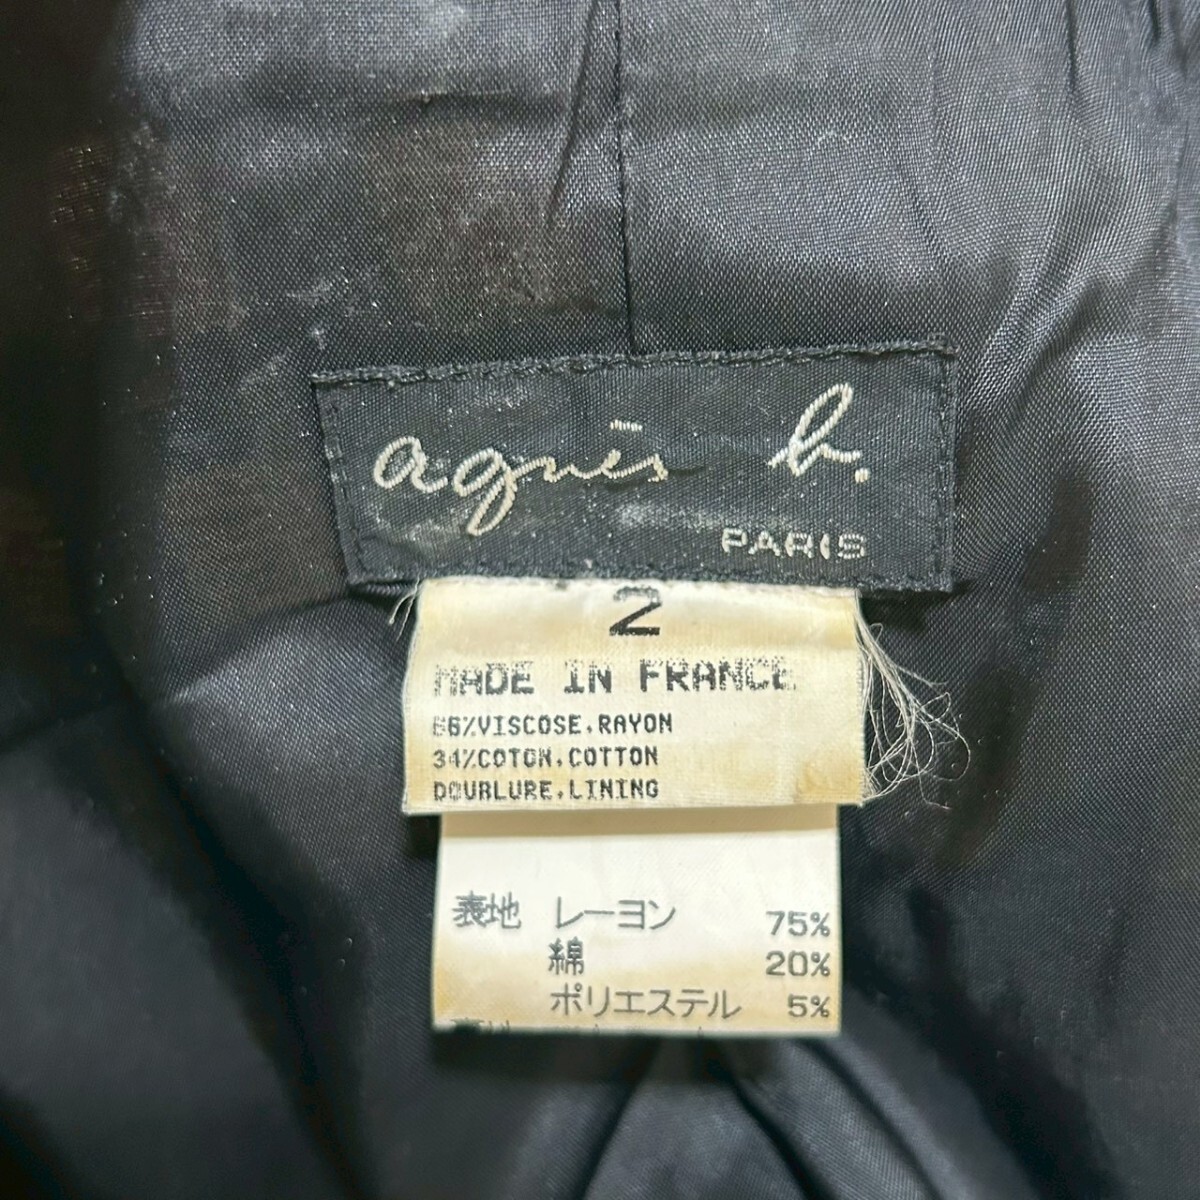 agnès b.
PARIS
2
MADE IN FRANCE
66%VISCOSE.RAYON
34%COTON.COTTON
DOUBLURE.LINING
表地 レーヨン 75%
綿 20%
ポリエステル 5%